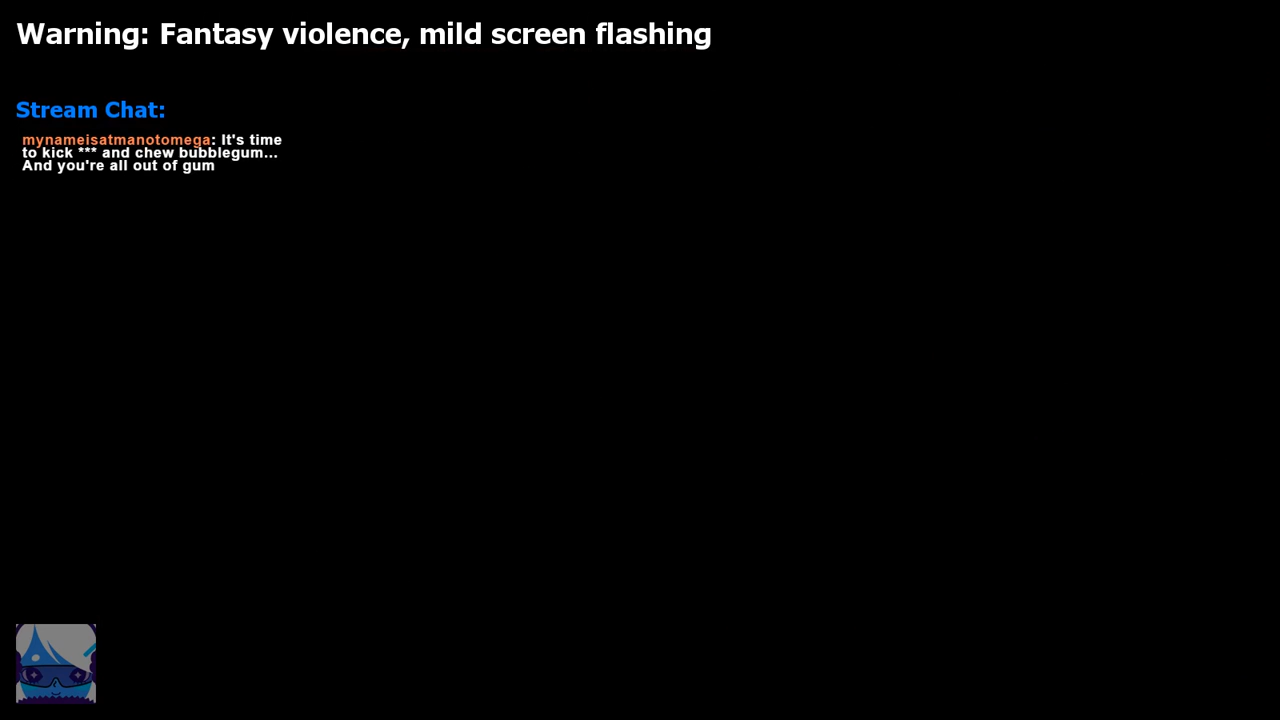 Warning: Fantasy violence, mild screen flashing
Stream Chat:
mynameisatmanotomega: It's time
to kick *** and chew bubblegum...
And you're all out of gum